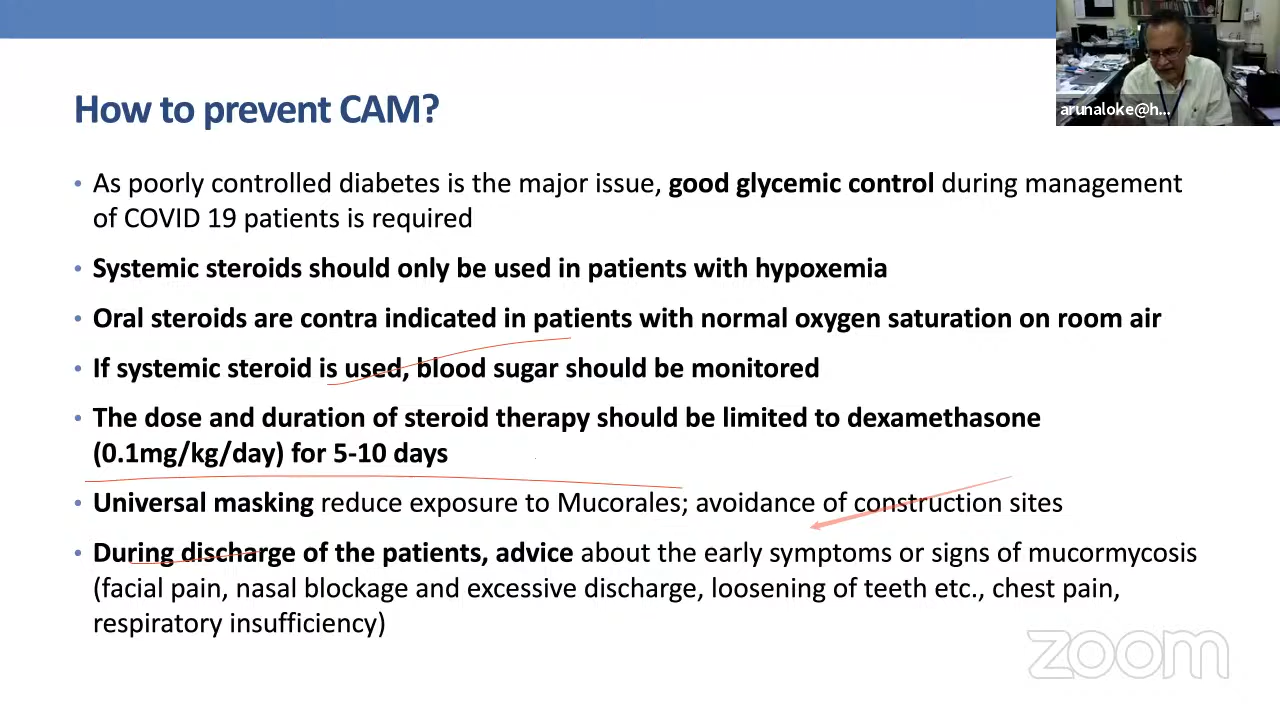 How to prevent CAM?
arunaloke@h...
• As poorly controlled diabetes is the major issue, good glycemic control during management
of COVID 19 patients is required
• Systemic steroids should only be used in patients with hypoxemia
• Oral steroids are contra indicated in patients with normal oxygen saturation on room air
• If systemic steroid is used, blood sugar should be monitored
• The dose and duration of steroid therapy should be limited to dexamethasone
(0.1mg/kg/day) for 5-10 days
• Universal masking reduce exposure to Mucorales; avoidance of construction sites
• During discharge of the patients, advice about the early symptoms or signs of mucormycosis
(facial pain, nasal blockage and excessive discharge, loosening of teeth etc., chest pain,
respiratory insufficiency)
zoom